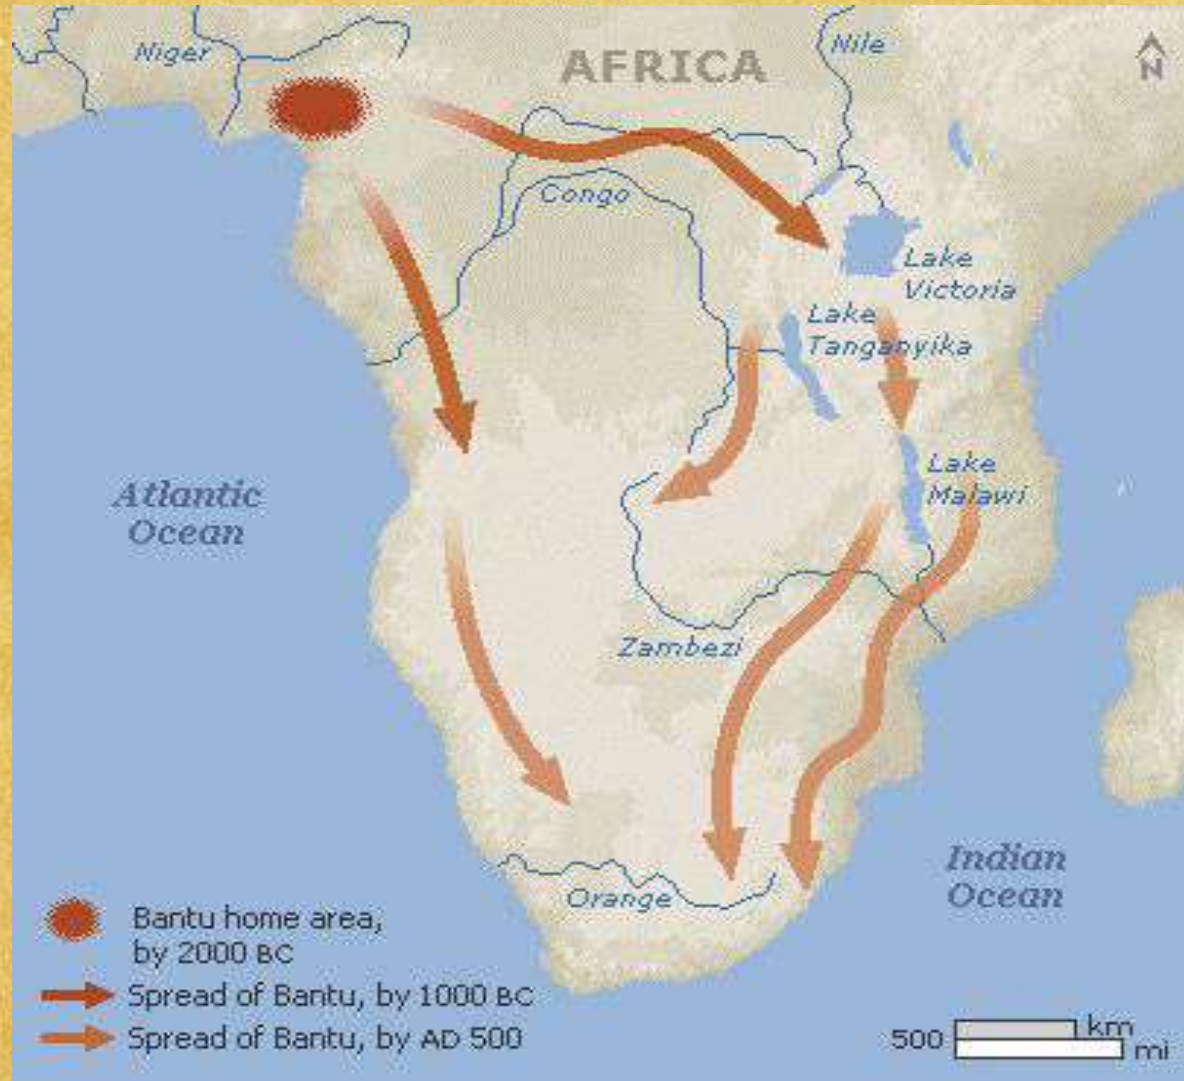 Niger
AFRICA
Nile
N
Congo
Lake
Victoria
Lake
Tanganyika
Lake
Malawi
Atlantic
Ocean
Zambezi
Indian
Ocean
Orange
Bantu home area,
by 2000 BC
Spread of Bantu, by 1000 BC
Spread of Bantu, by AD 500
500 km
mi